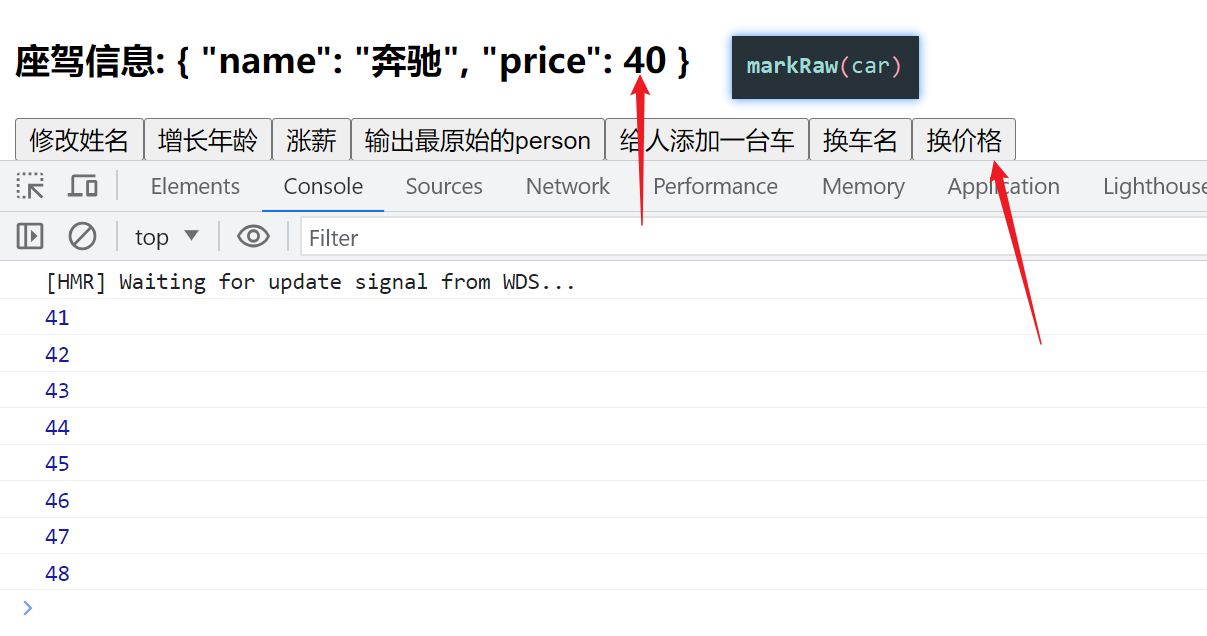 座驾信息: { "name": "奔驰", "price": 40 }
markRaw(car)
修改姓名 增长年龄 涨薪 输出最原始的person 给人添加一台车 换车名 换价格
Elements Console Sources Network Performance Memory Application Lighthouse
top Filter
[HMR] Waiting for update signal from WDS...
41
42
43
44
45
46
47
48